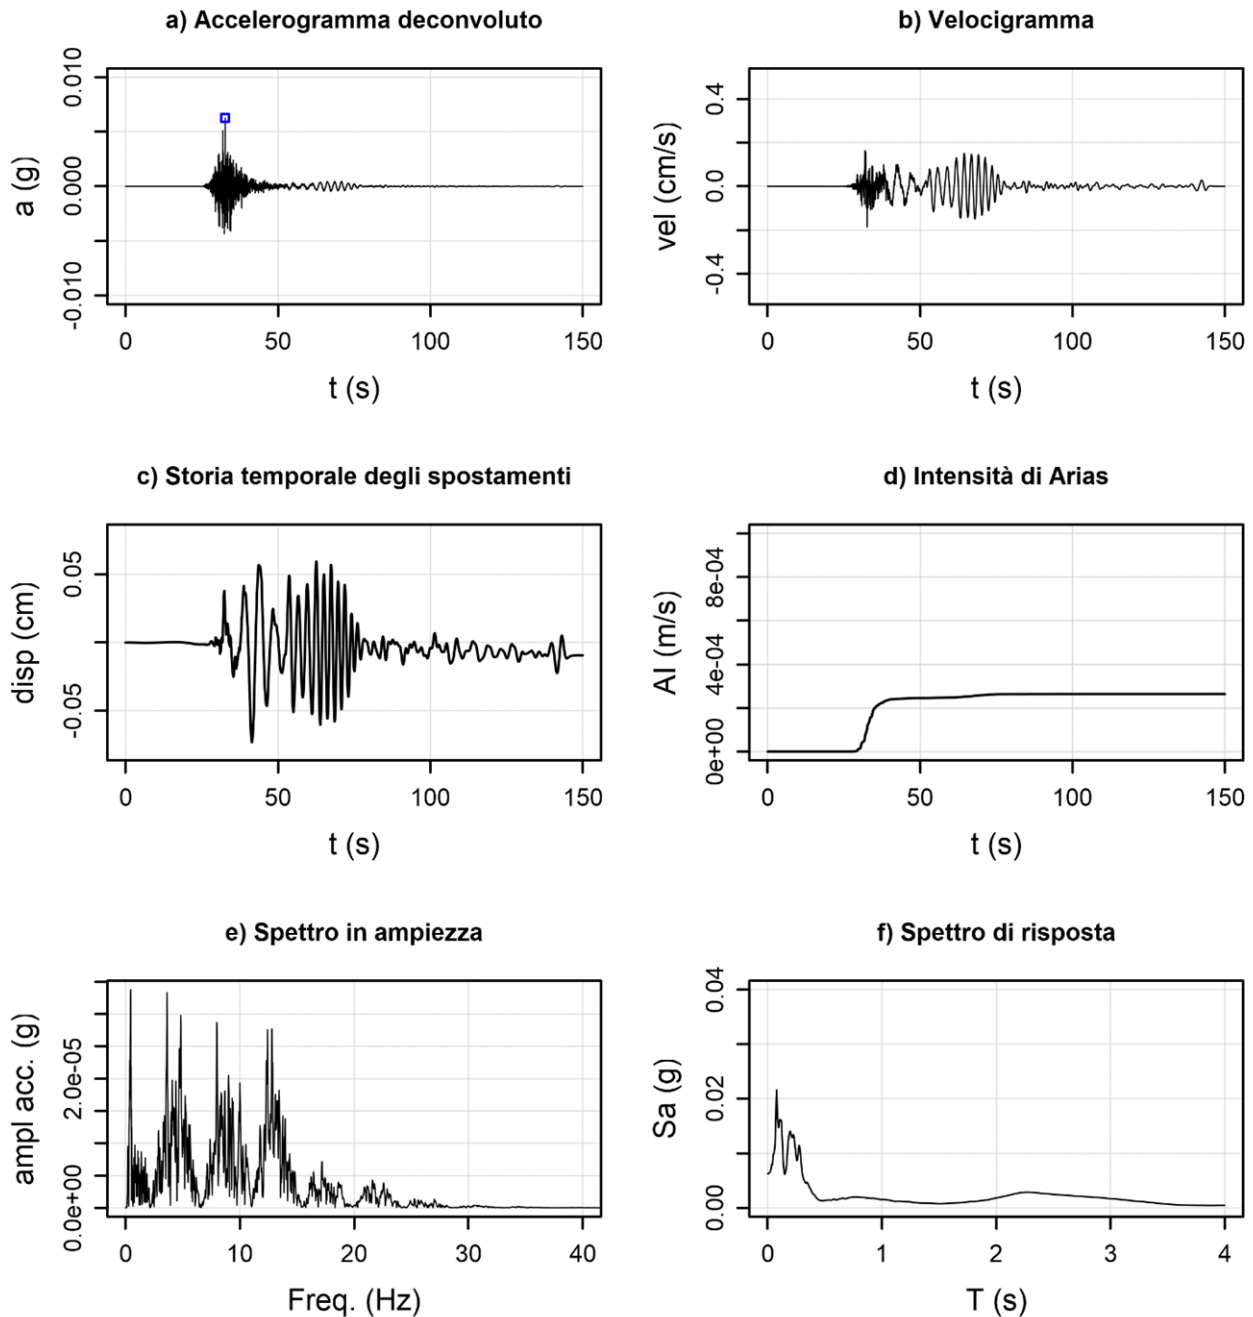 a) Accelerogramma deconvoluto
b) Velocigramma
0.010
0.000
-0.010
a (g)
0
50
100
150
t (s)
0.4
0.0
-0.4
vel (cm/s)
0
50
100
150
t (s)
c) Storia temporale degli spostamenti
d) Intensità di Arias
0.05
-0.05
disp (cm)
0
50
100
150
t (s)
8e-04
4e-04
0e+00
AI (m/s)
0
50
100
150
t (s)
e) Spettro in ampiezza
f) Spettro di risposta
2.0e-05
0.0e+00
ampl acc. (g)
0
10
20
30
40
Freq. (Hz)
0.04
0.02
0.00
Sa (g)
0
1
2
3
4
T (s)